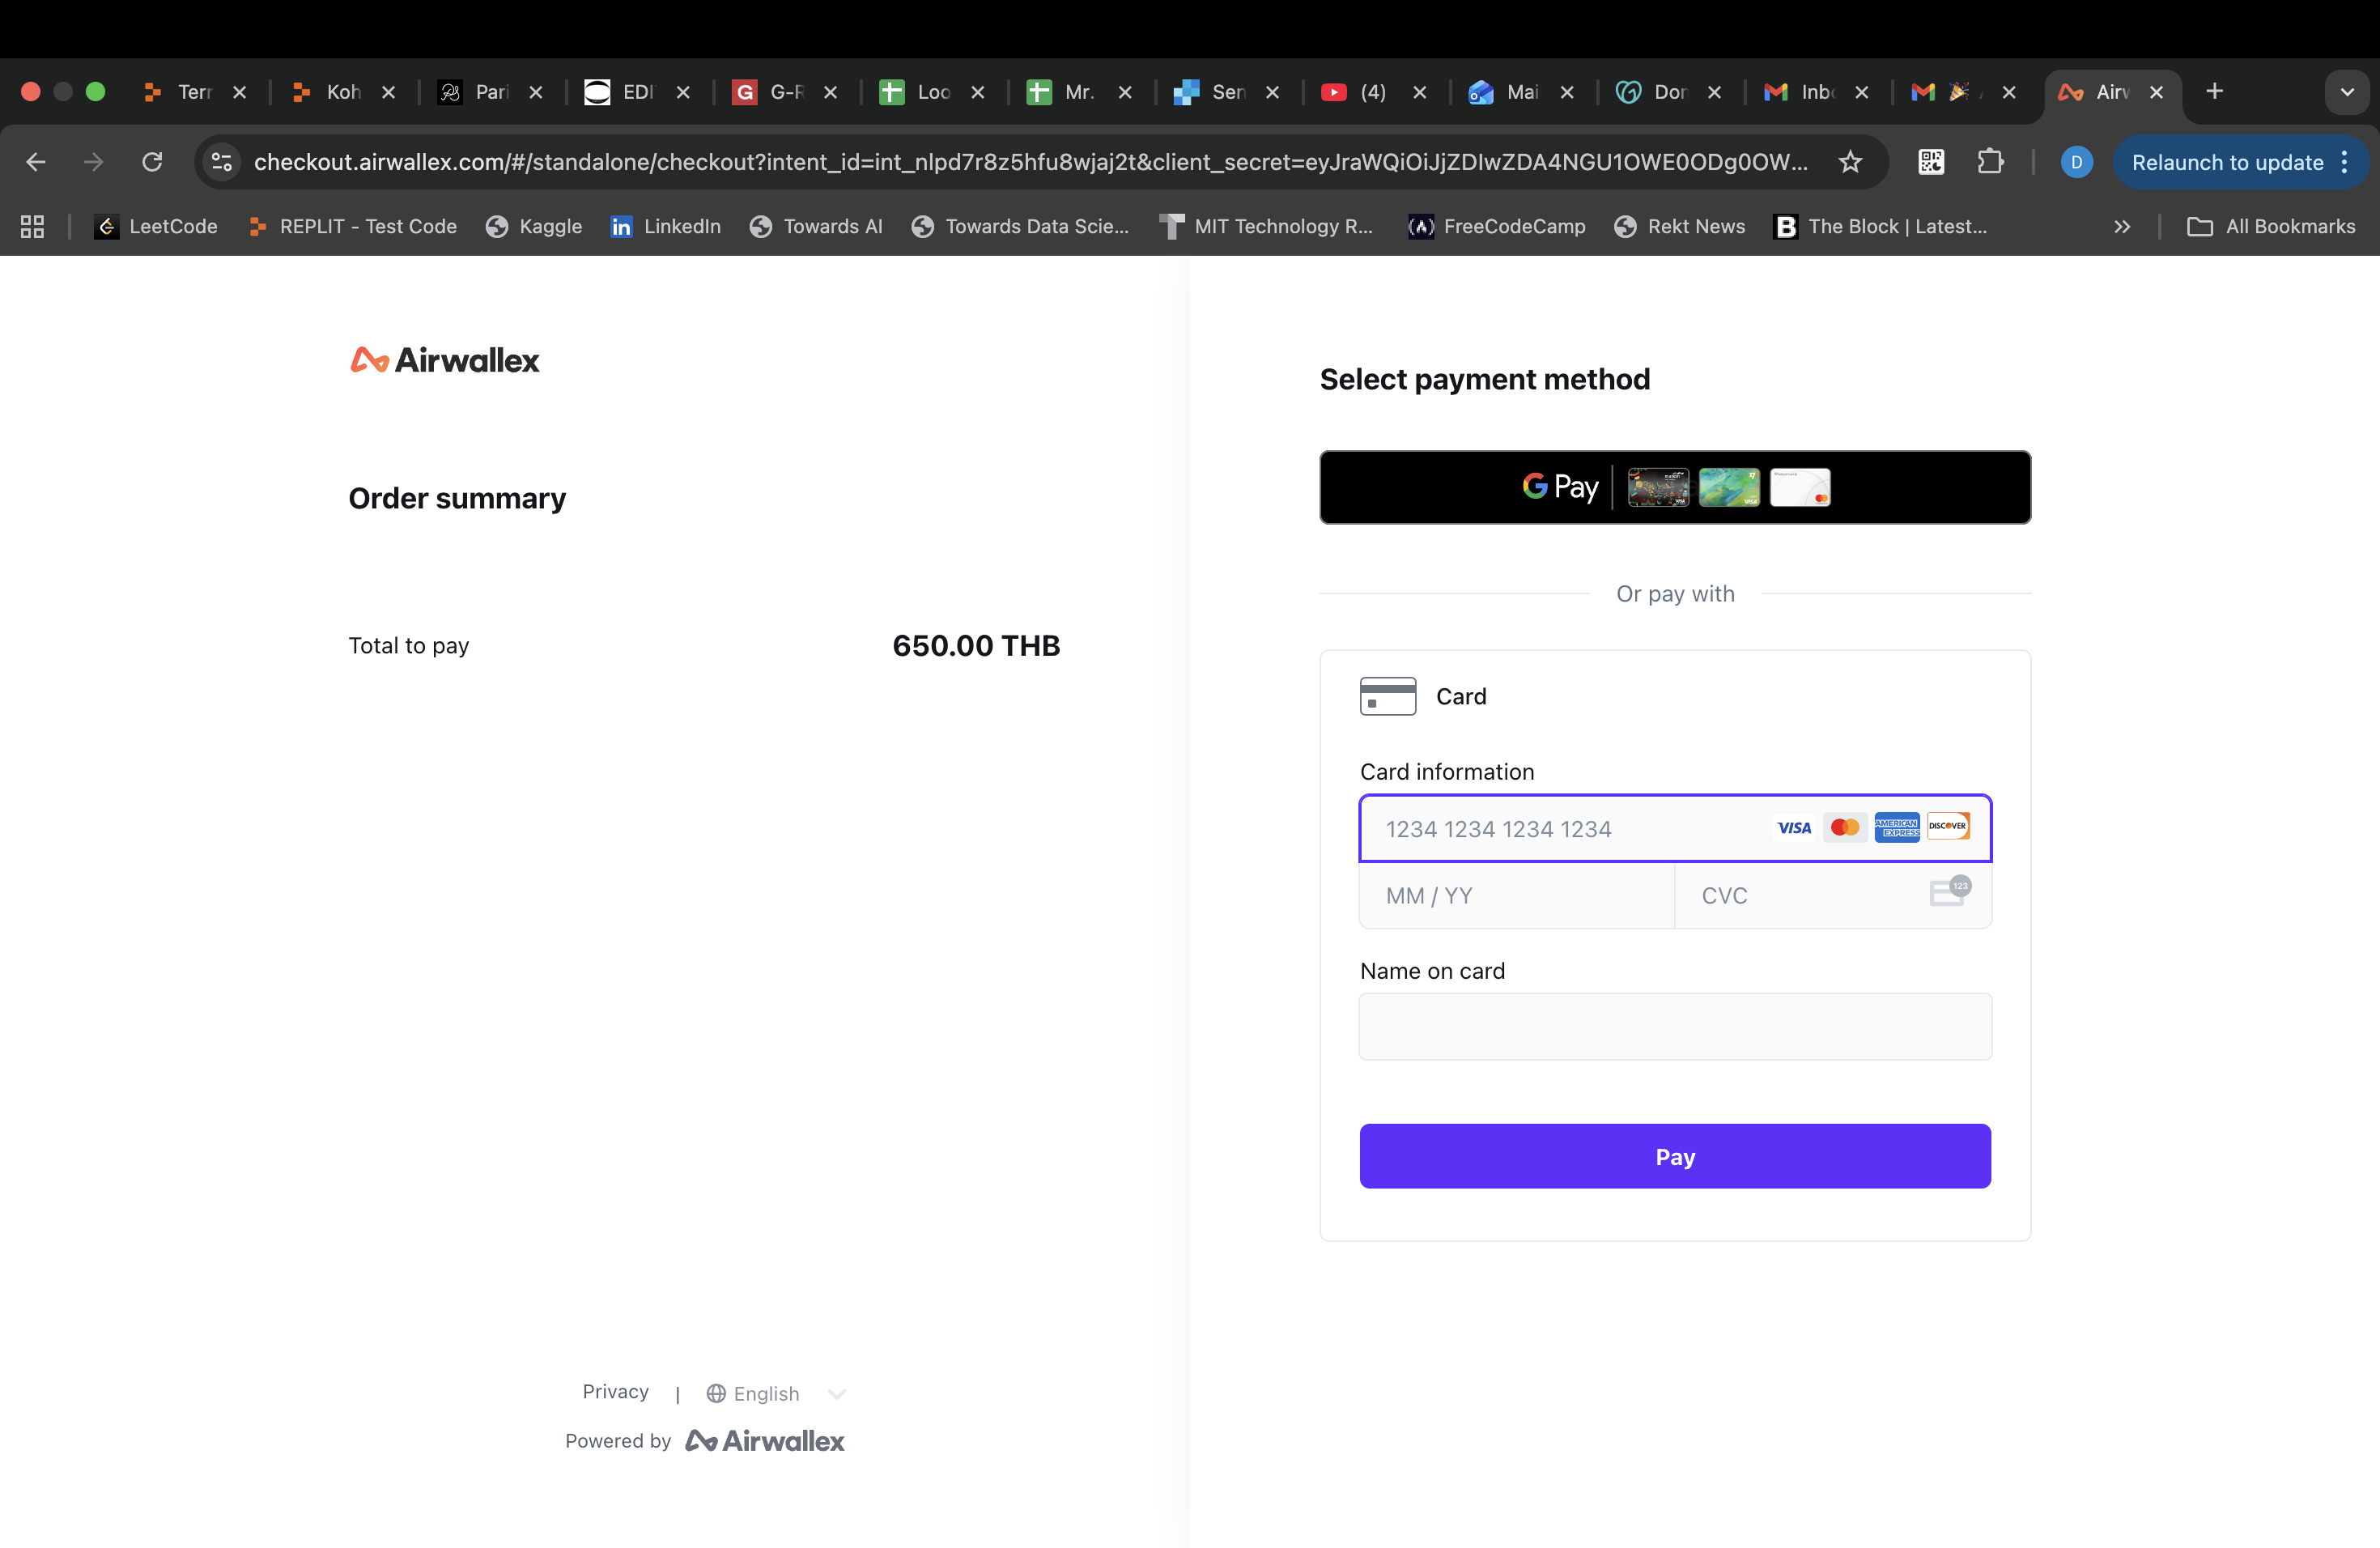 Terr
Koh
Pari
EDI
G-R
Loo
Mr.
Sen
(4)
Mai
Don
Inbo
Airw
checkout.airwallex.com/#/standalone/checkout?intent_id=int_nlpd7r8z5hfu8wjaj2t&client_secret=eyJraWQiOiJjZDIwZDA4NGU1OWE0ODg0OW...
D
Relaunch to update
LeetCode
REPLIT - Test Code
Kaggle
LinkedIn
Towards AI
Towards Data Scie...
MIT Technology R...
FreeCodeCamp
Rekt News
The Block | Latest...
All Bookmarks
Airwallex
Order summary
Total to pay
650.00 THB
Privacy | English
Powered by Airwallex
Select payment method
G Pay
Or pay with
Card
Card information
1234 1234 1234 1234
VISA
AMERICAN EXPRESS
DISCOVER
MM / YY
CVC
123
Name on card
Pay